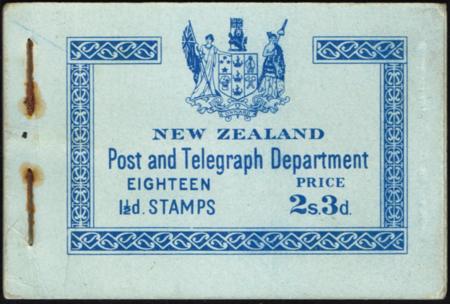 NEW ZEALAND
Post and Telegraph Department
EIGHTEEN PRICE
1½d. STAMPS 2s.3d.